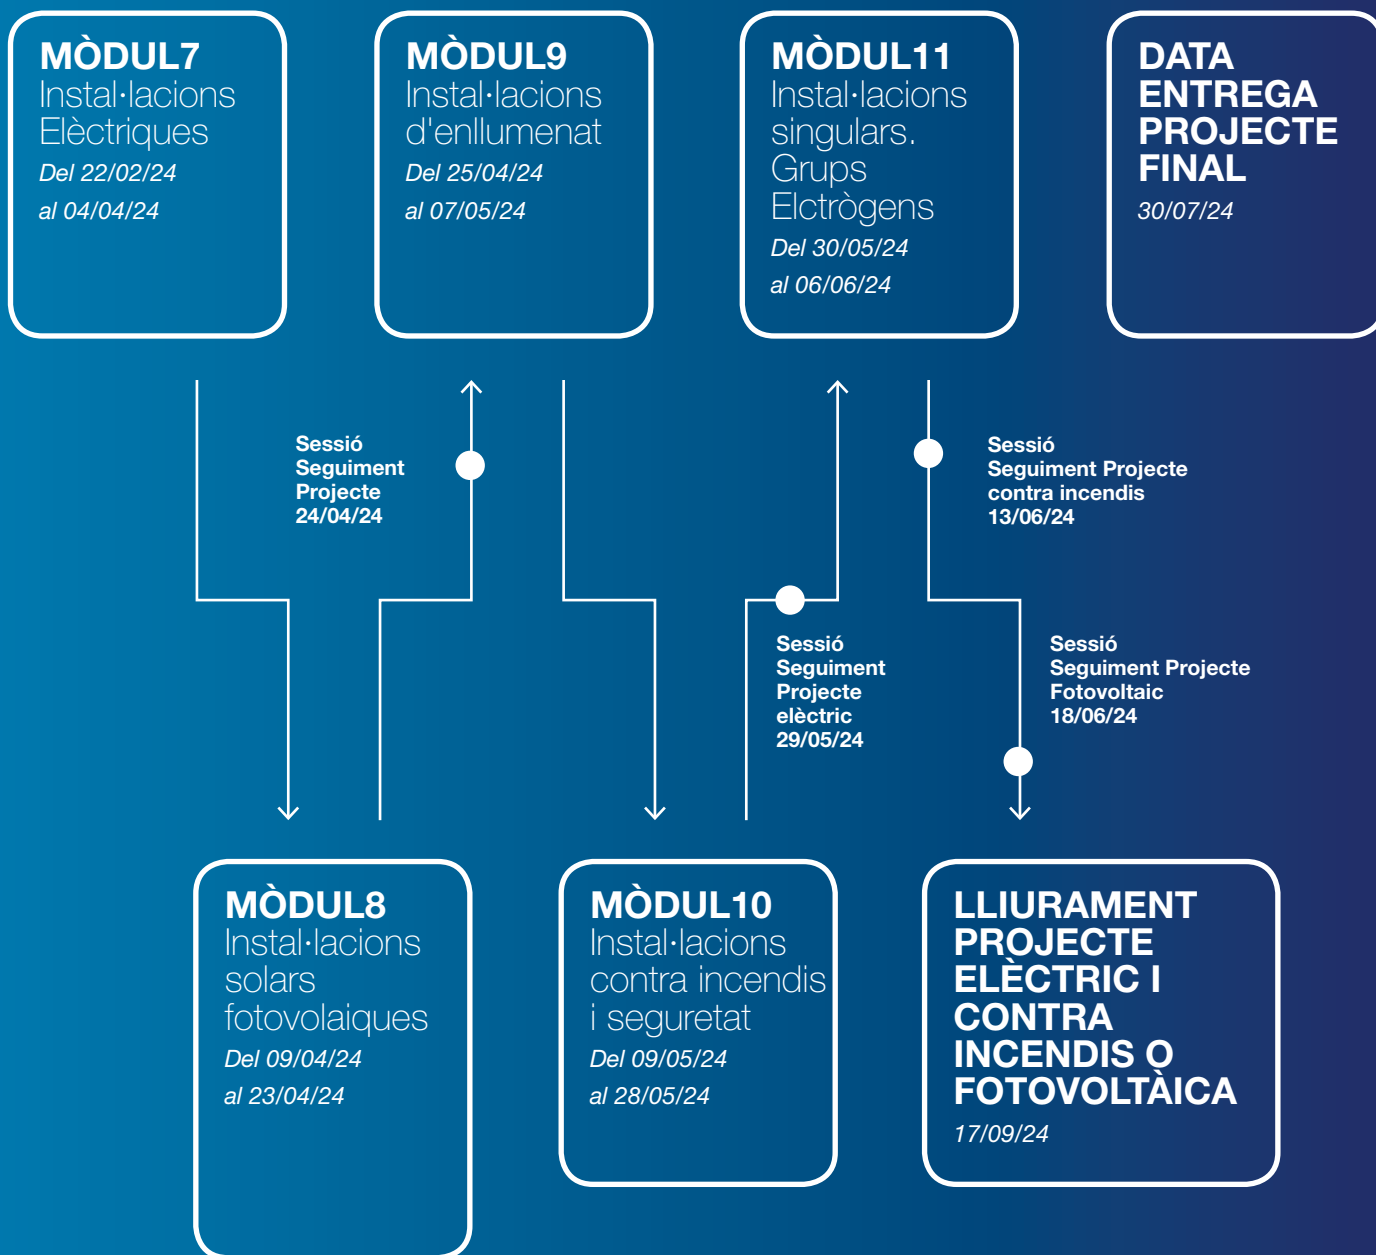 MÒDUL7
Instal·lacions
Elèctriques
Del 22/02/24
al 04/04/24
MÒDUL9
Instal·lacions
d'enllumenat
Del 25/04/24
al 07/05/24
MÒDUL11
Instal·lacions
singulars.
Grups
Elctrògens
Del 30/05/24
al 06/06/24
DATA
ENTREGA
PROJECTE
FINAL
30/07/24
Sessió
Seguiment
Projecte
24/04/24
Sessió
Seguiment Projecte
contra incendis
13/06/24
Sessió
Seguiment
Projecte
elèctric
29/05/24
Sessió
Seguiment Projecte
Fotovoltaic
18/06/24
MÒDUL8
Instal·lacions
solars
fotovolaiques
Del 09/04/24
al 23/04/24
MÒDUL10
Instal·lacions
contra incendis
i seguretat
Del 09/05/24
al 28/05/24
LLIURAMENT
PROJECTE
ELÈCTRIC I
CONTRA
INCENDIS O
FOTOVOLTÀICA
17/09/24